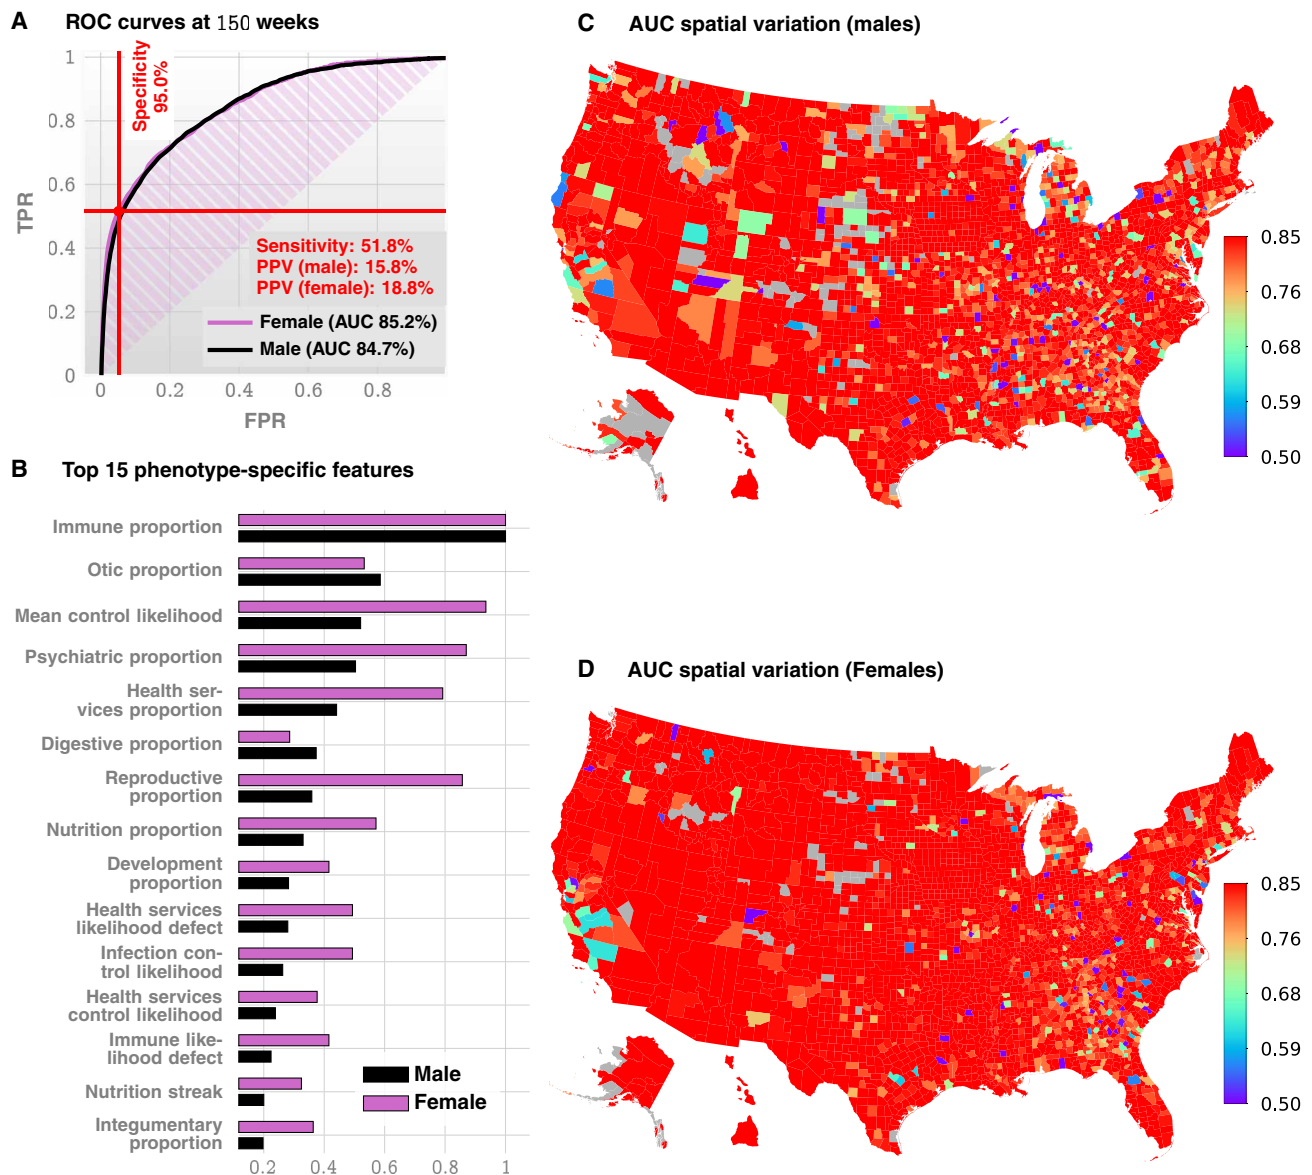 A ROC curves at 150 weeks
1
0.8
0.6
0.4
0.2
0
TPR
Specificity
95.0%
Sensitivity: 51.8%
PPV (male): 15.8%
PPV (female): 18.8%
Female (AUC 85.2%)
Male (AUC 84.7%)
0 0.2 0.4 0.6 0.8
FPR
B Top 15 phenotype-specific features
Immune proportion
Otic proportion
Mean control likelihood
Psychiatric proportion
Health ser-
vices proportion
Digestive proportion
Reproductive
proportion
Nutrition proportion
Development
proportion
Health services
likelihood defect
Infection con-
trol likelihood
Health services
control likelihood
Immune like-
lihood defect
Nutrition streak
Integumentary
proportion
Male
Female
0.2 0.4 0.6 0.8 1
C AUC spatial variation (males)
0.85
0.76
0.68
0.59
0.50
D AUC spatial variation (Females)
0.85
0.76
0.68
0.59
0.50